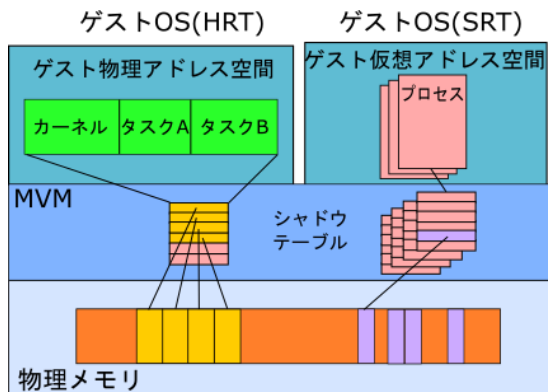 ゲストOS(HRT)
ゲストOS(SRT)
ゲスト物理アドレス空間
ゲスト仮想アドレス空間
プロセス
カーネル
タスクA
タスクB
MVM
シャドウ
テーブル
物理メモリ